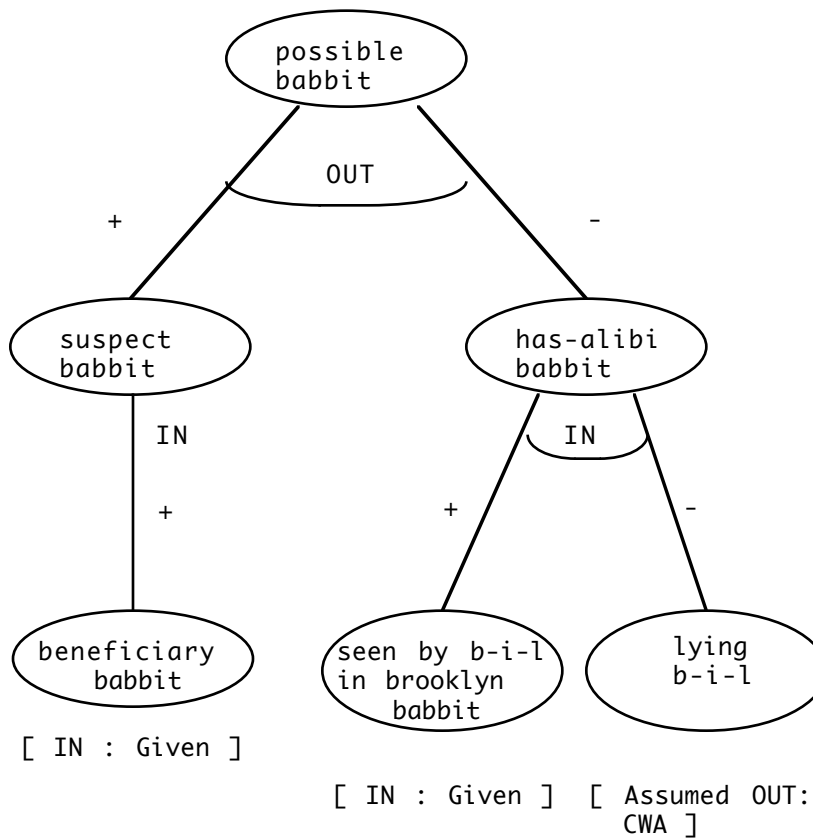 possible
babbit
OUT
+
-
suspect
babbit
has-alibi
babbit
IN
IN
+
+
-
beneficiary
babbit
seen by b-i-l
in brooklyn
babbit
lying
b-i-l
[ IN : Given ]
[ IN : Given ]
[ Assumed OUT:
CWA ]